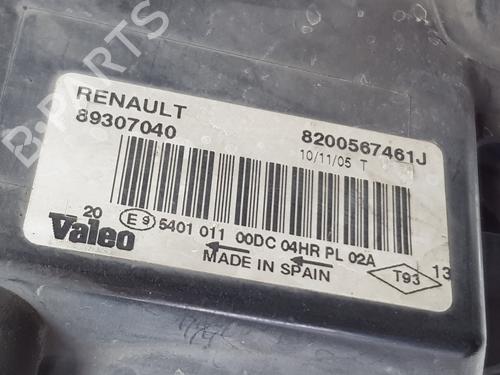 B-PARTS
RENAULT
89307040 8200567461J
10/11/05 T
20 E9 5401 011 00DC 04HR PL 02A
Valeo MADE IN SPAIN T93 13